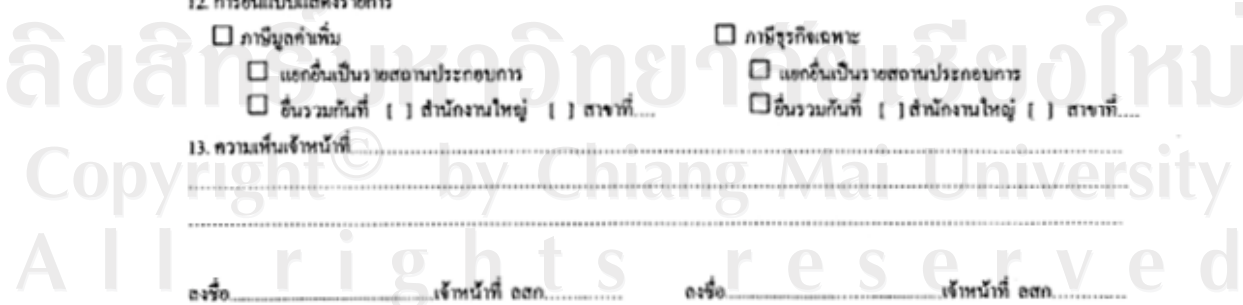 12. การยื่นแบบแสดงรายการ
☐ ภาษีมูลค่าเพิ่ม ☐ ภาษีธุรกิจเฉพาะ
☐ แยกยื่นเป็นรายสถานประกอบการ ☐ แยกยื่นเป็นรายสถานประกอบการ
☐ ยื่นรวมกันที่ [ ] สำนักงานใหญ่ [ ] สาขาที่.... ☐ ยื่นรวมกันที่ [ ] สำนักงานใหญ่ [ ] สาขาที่....
13. ความเห็นเจ้าหน้าที่
ลงชื่อ..............................เจ้าหน้าที่ ............ ลงชื่อ..............................เจ้าหน้าที่ ............
ลิขสิทธิ์มหาวิทยาลัยเชียงใหม่
Copyright© by Chiang Mai University
All rights reserved